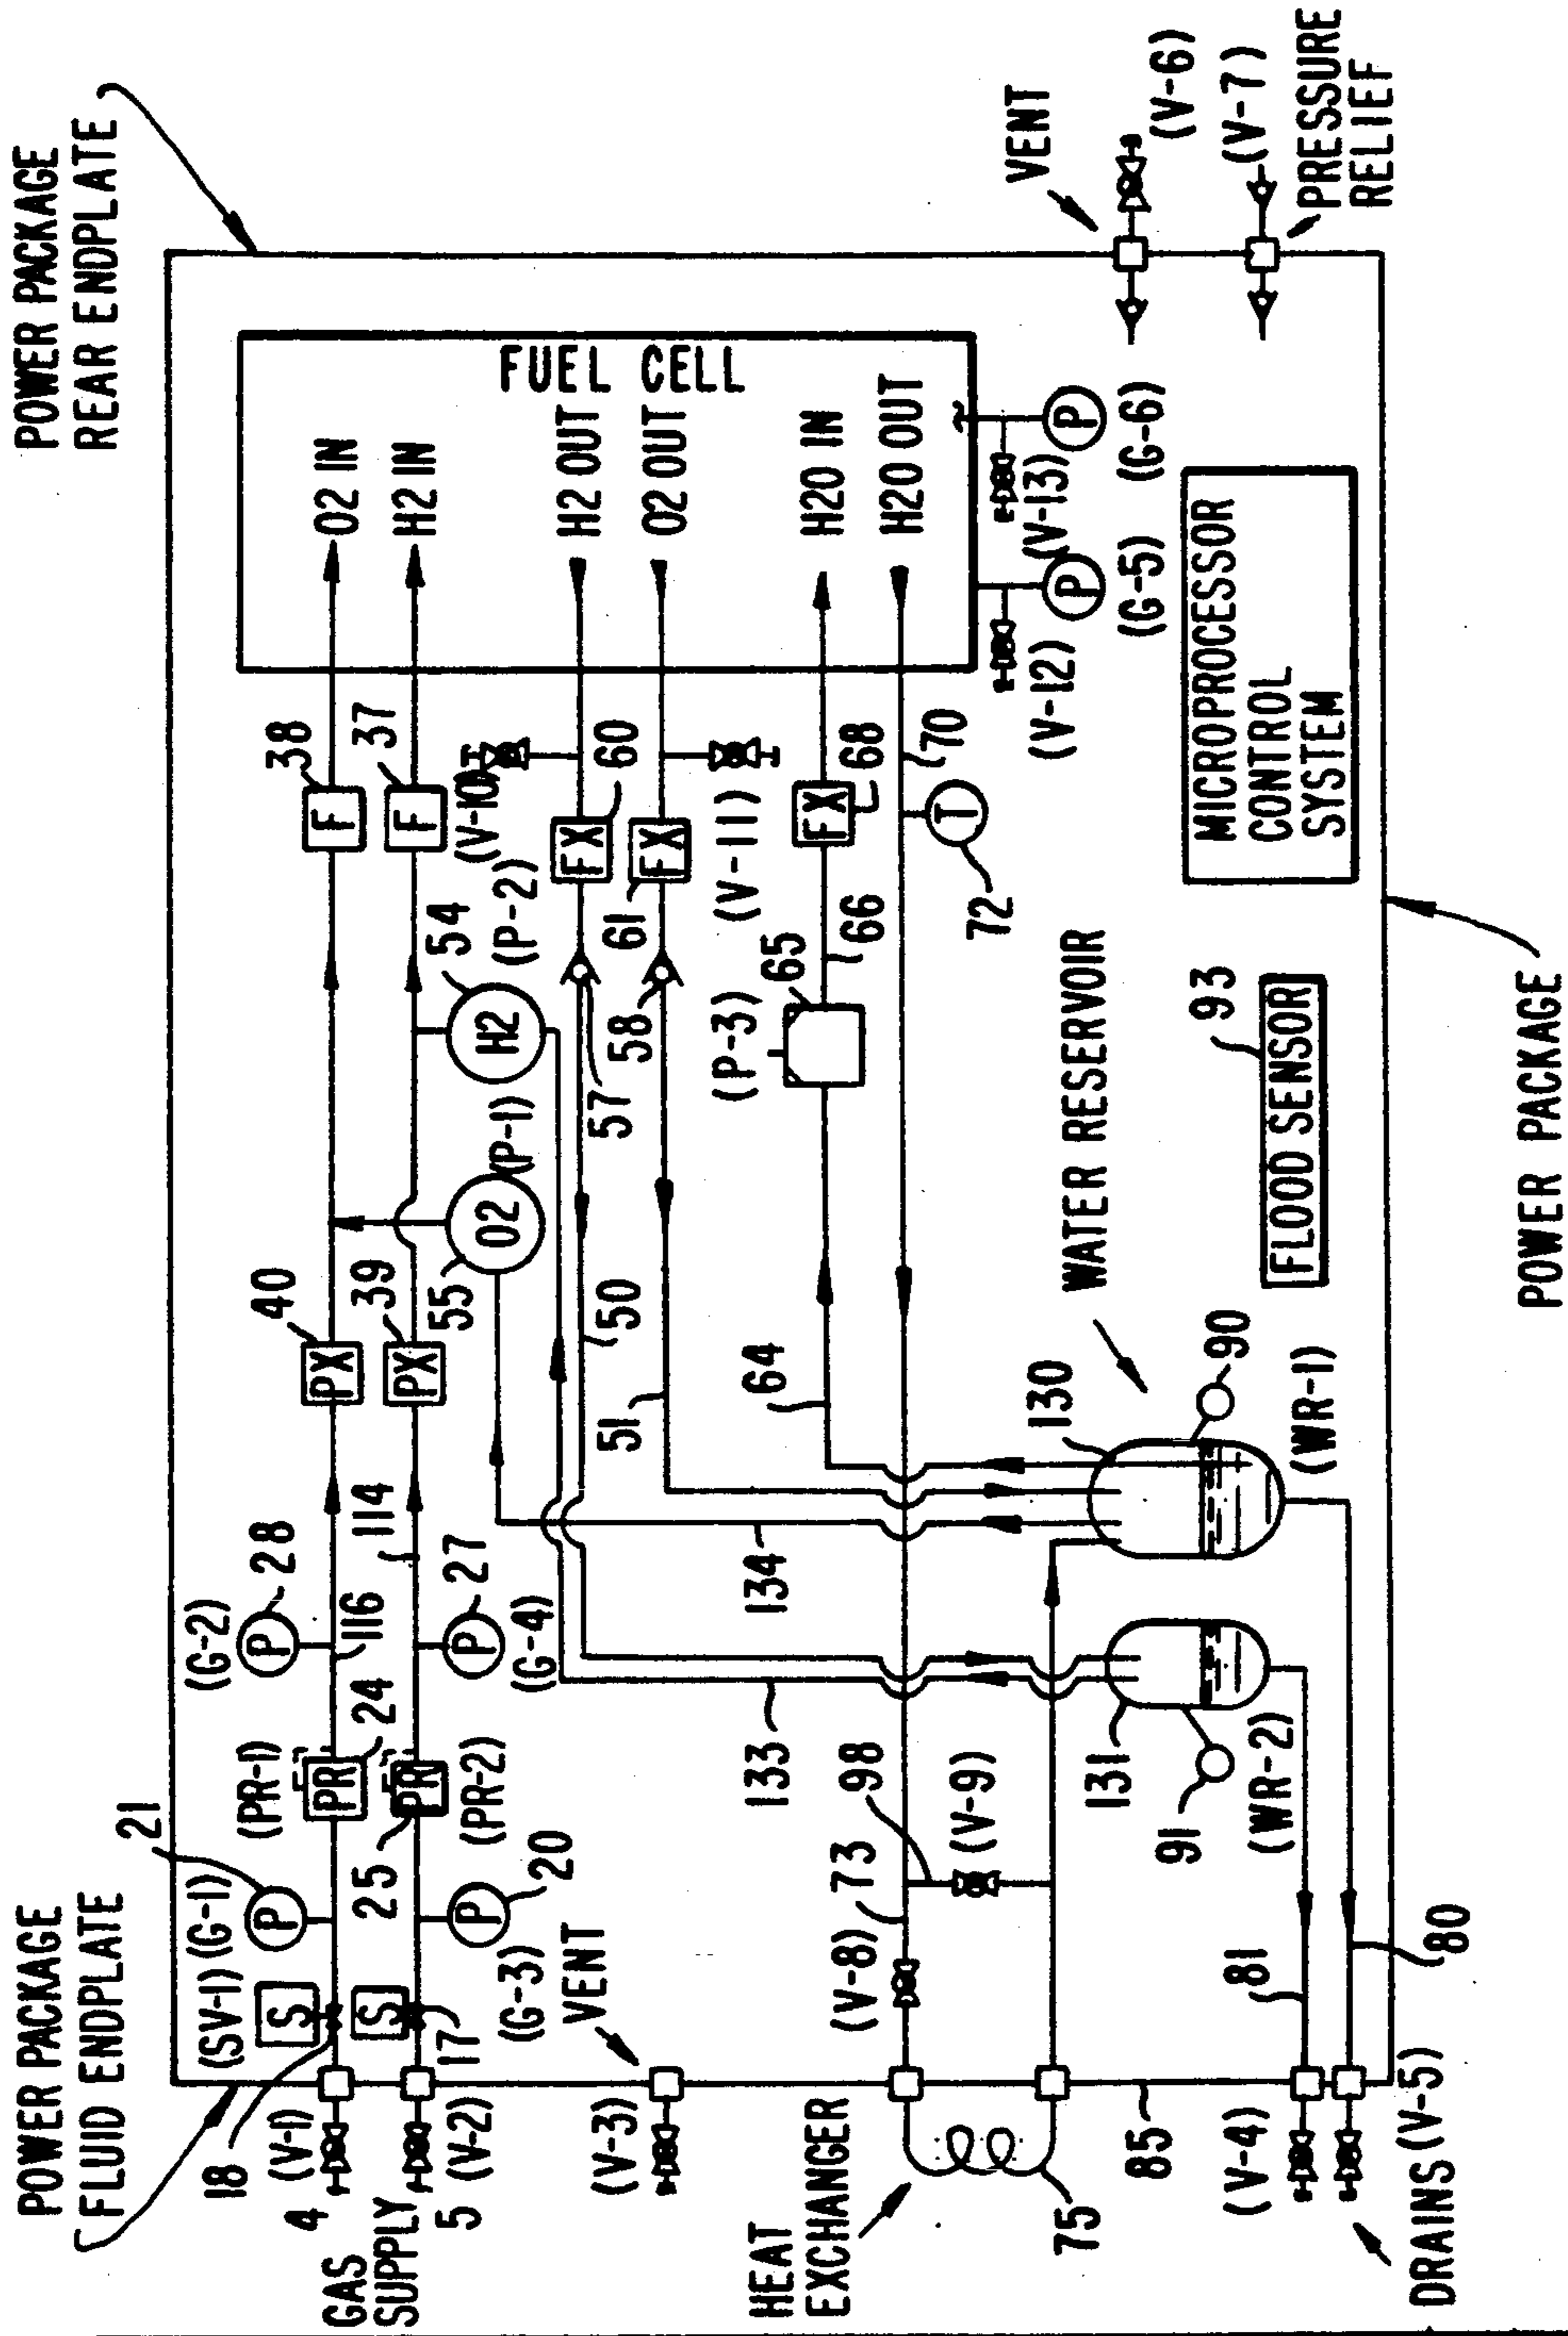 POWER PACKAGE
FLUID ENDPLATE
POWER PACKAGE
REAR ENDPLATE
21
(SV-1)
(G-1)
(PR-1)
(G-2)
28
18
(V-1)
4
S
P
PR
24
P
116
114
40
PX
38
F
O2 IN
FUEL CELL
GAS
SUPPLY
5
(V-2)
S
17
25
PR
(PR-2)
39
PX
37
F
H2 IN
P
20
(G-3)
P
27
(G-4)
55
O2
(P-1)
H2
54
(P-2)
(V-10)
VENT
(V-3)
50
57
FX
60
H2 OUT
51
58
61
FX
(V-11)
O2 OUT
133
134
64
(P-3)
65
66
FX
68
H2O IN
HEAT
EXCHANGER
75
(V-8)
73
98
(V-9)
72
T
70
H2O OUT
VENT
(V-6)
(V-7)
PRESSURE
RELIEF
131
91
(WR-2)
130
90
(WR-1)
WATER RESERVOIR
(V-12)
P
(G-5)
(V-13)
P
(G-6)
85
(V-4)
DRAINS (V-5)
81
80
FLOOD SENSOR
93
MICROPROCESSOR
CONTROL
SYSTEM
POWER PACKAGE